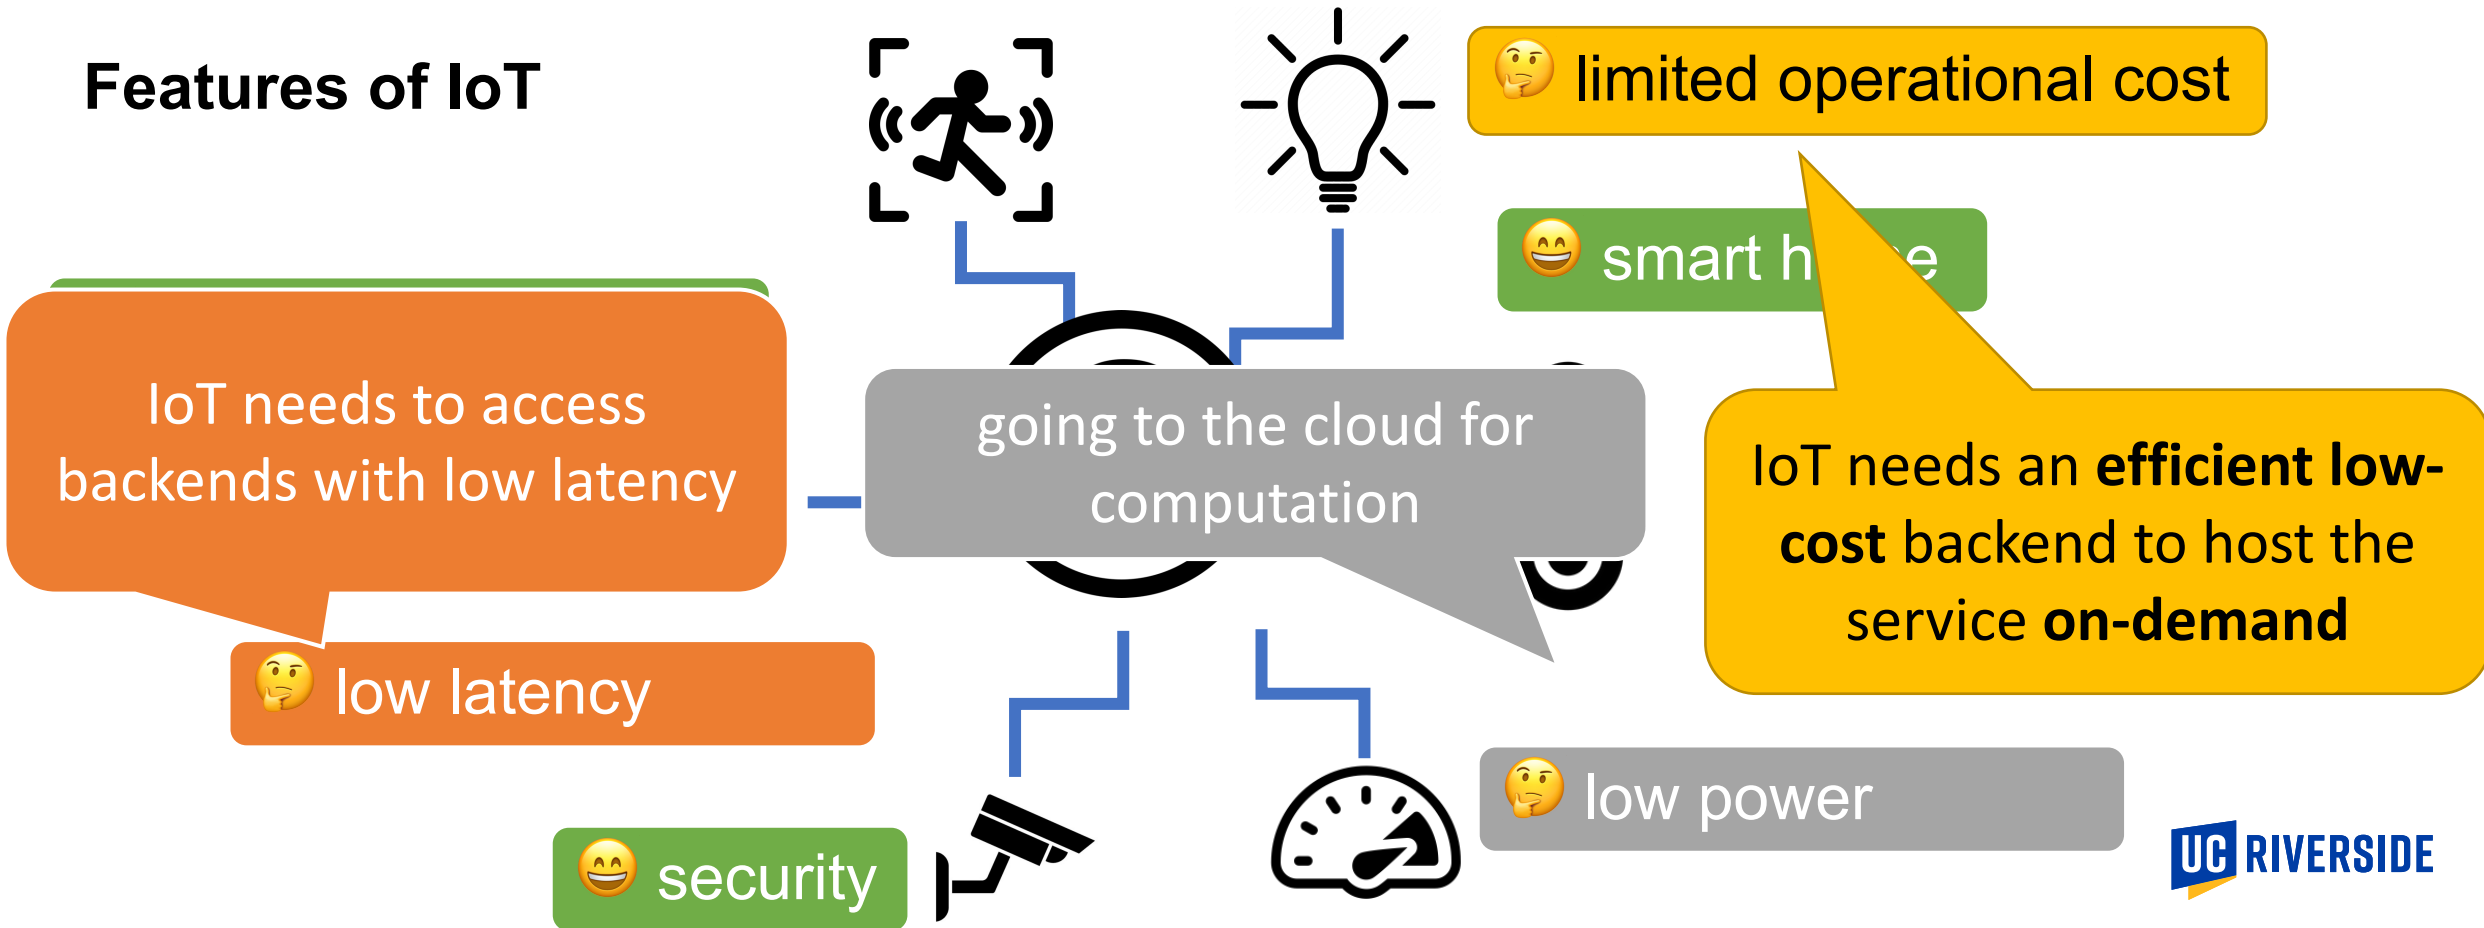 Features of IoT
limited operational cost
smart h e
IoT needs to access
backends with low latency
going to the cloud for
computation
IoT needs an efficient low-
cost backend to host the
service on-demand
low latency
low power
security
UC RIVERSIDE